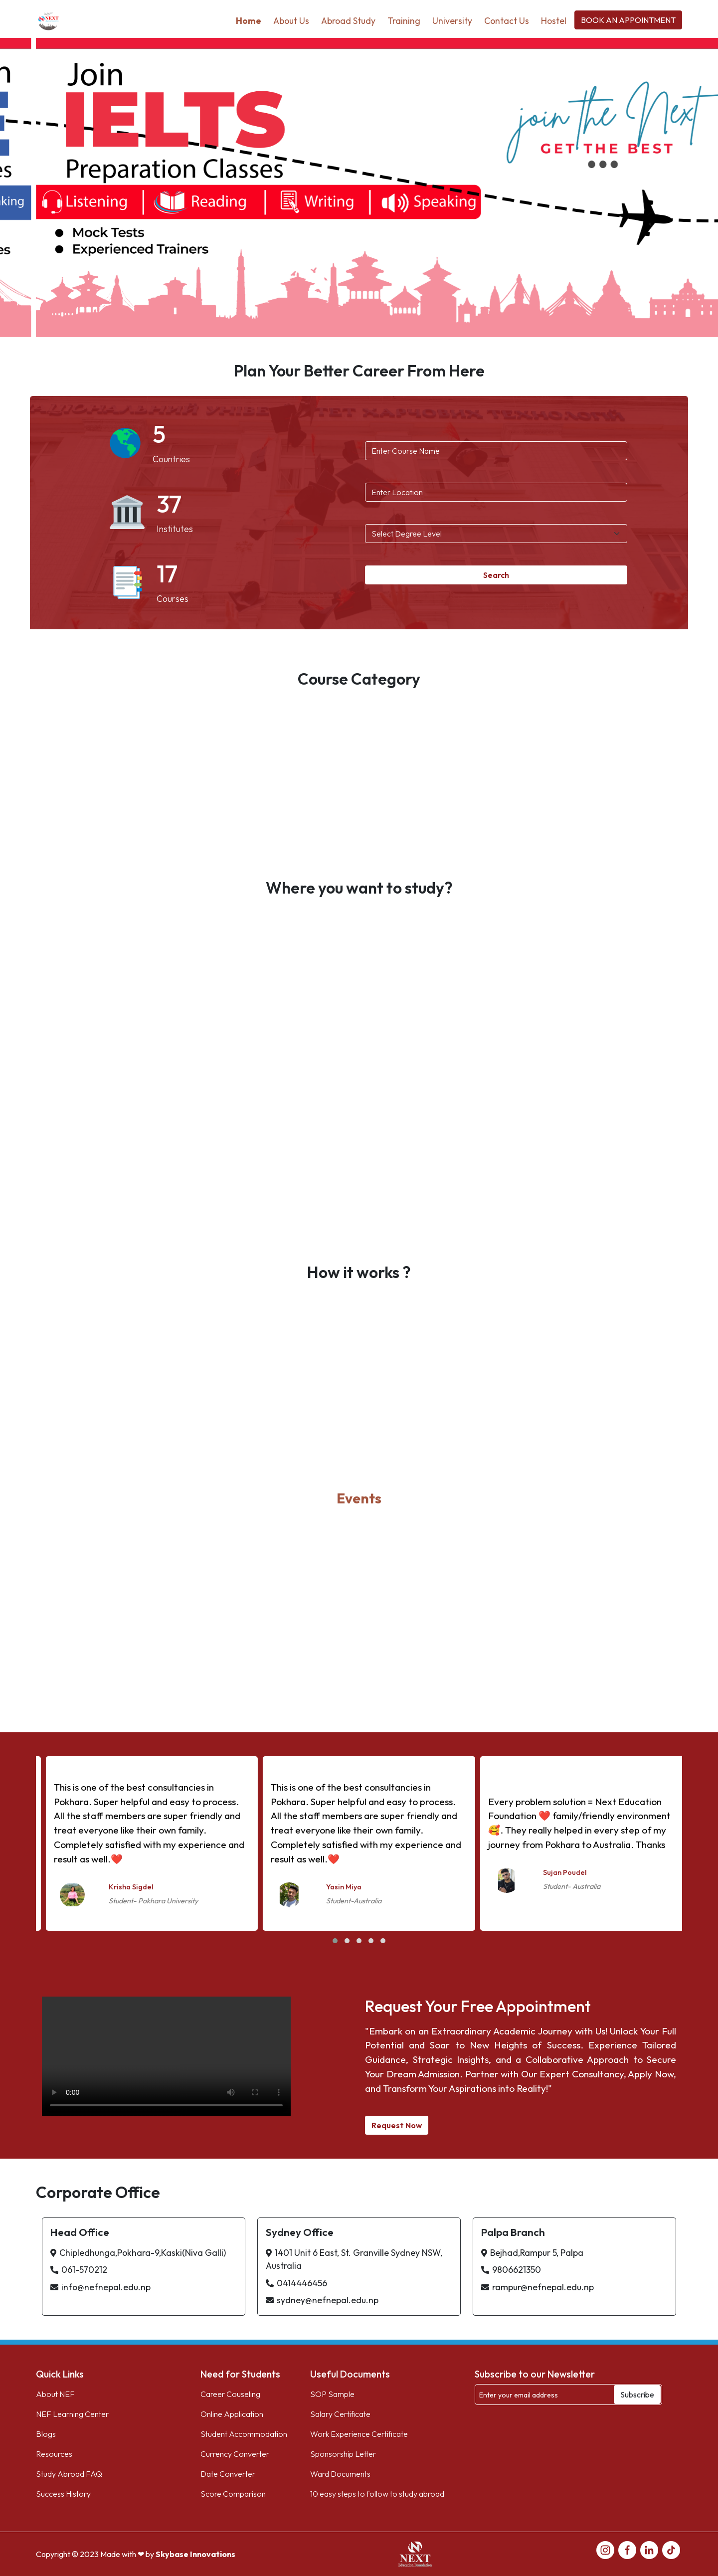 NEXT
Home
About Us
Abroad Study
Training
University
Contact Us
Hostel
BOOK AN APPOINTMENT
Join
IELTS
Preparation Classes
Listening
Reading
Writing
Speaking
Mock Tests
Experienced Trainers
join the Next
GET THE BEST
Plan Your Better Career From Here
5
Countries
37
Institutes
17
Courses
Enter Course Name
Enter Location
Select Degree Level
Search
Course Category
Where you want to study?
How it works ?
Events
This is one of the best consultancies in
Pokhara. Super helpful and easy to process.
All the staff members are super friendly and
treat everyone like their own family.
Completely satisfied with my experience and
result as well.❤️
Krisha Sigdel
Student- Pokhara University
This is one of the best consultancies in
Pokhara. Super helpful and easy to process.
All the staff members are super friendly and
treat everyone like their own family.
Completely satisfied with my experience and
result as well.❤️
Yasin Miya
Student-Australia
Every problem solution = Next Education
Foundation ❤️ family/friendly environment
🥰. They really helped in every step of my
journey from Pokhara to Australia. Thanks
Sujan Poudel
Student- Australia
0:00
Request Your Free Appointment
"Embark on an Extraordinary Academic Journey with Us! Unlock Your Full
Potential and Soar to New Heights of Success. Experience Tailored
Guidance, Strategic Insights, and a Collaborative Approach to Secure
Your Dream Admission. Partner with Our Expert Consultancy, Apply Now,
and Transform Your Aspirations into Reality!"
Request Now
Corporate Office
Head Office
Chipledhunga,Pokhara-9,Kaski(Niva Galli)
061-570212
info@nefnepal.edu.np
Sydney Office
1401 Unit 6 East, St. Granville Sydney NSW,
Australia
0414446456
sydney@nefnepal.edu.np
Palpa Branch
Bejhad,Rampur 5, Palpa
9806621350
rampur@nefnepal.edu.np
Quick Links
About NEF
NEF Learning Center
Blogs
Resources
Study Abroad FAQ
Success History
Need for Students
Career Couseling
Online Application
Student Accommodation
Currency Converter
Date Converter
Score Comparison
Useful Documents
SOP Sample
Salary Certificate
Work Experience Certificate
Sponsorship Letter
Ward Documents
10 easy steps to follow to study abroad
Subscribe to our Newsletter
Enter your email address
Subscribe
Copyright © 2023 Made with ❤ by Skybase Innovations
NEXT
Education Foundation